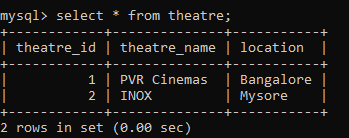 mysql> select * from theatre;
+------------+--------------+-----------+
| theatre_id | theatre_name | location  |
+------------+--------------+-----------+
|          1 | PVR Cinemas  | Bangalore |
|          2 | INOX         | Mysore    |
+------------+--------------+-----------+
2 rows in set (0.00 sec)